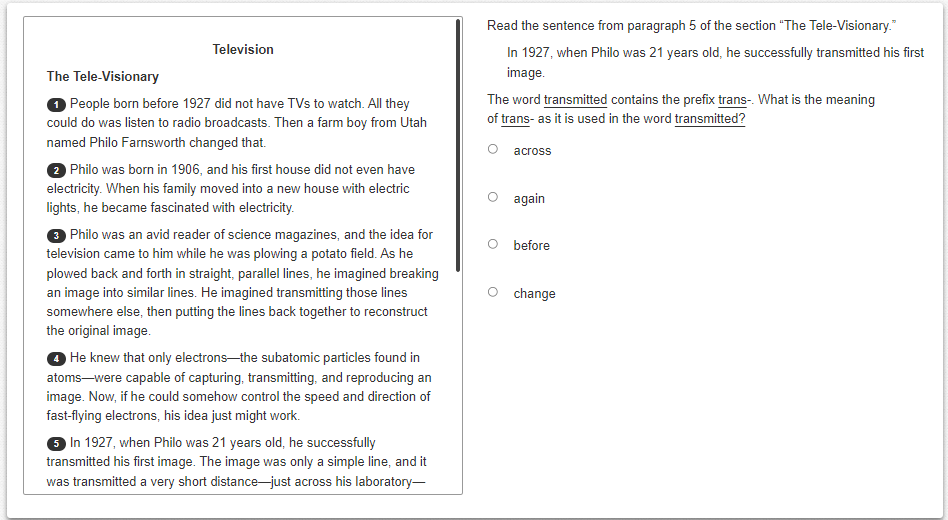 Television
The Tele-Visionary
1 People born before 1927 did not have TVs to watch. All they
could do was listen to radio broadcasts. Then a farm boy from Utah
named Philo Farnsworth changed that.
2 Philo was born in 1906, and his first house did not even have
electricity. When his family moved into a new house with electric
lights, he became fascinated with electricity.
3 Philo was an avid reader of science magazines, and the idea for
television came to him while he was plowing a potato field. As he
plowed back and forth in straight, parallel lines, he imagined breaking
an image into similar lines. He imagined transmitting those lines
somewhere else, then putting the lines back together to reconstruct
the original image.
4 He knew that only electrons—the subatomic particles found in
atoms—were capable of capturing, transmitting, and reproducing an
image. Now, if he could somehow control the speed and direction of
fast-flying electrons, his idea just might work.
5 In 1927, when Philo was 21 years old, he successfully
transmitted his first image. The image was only a simple line, and it
was transmitted a very short distance—just across his laboratory—
Read the sentence from paragraph 5 of the section “The Tele-Visionary.”
In 1927, when Philo was 21 years old, he successfully transmitted his first
image.
The word transmitted contains the prefix trans-. What is the meaning
of trans- as it is used in the word transmitted?
across
again
before
change